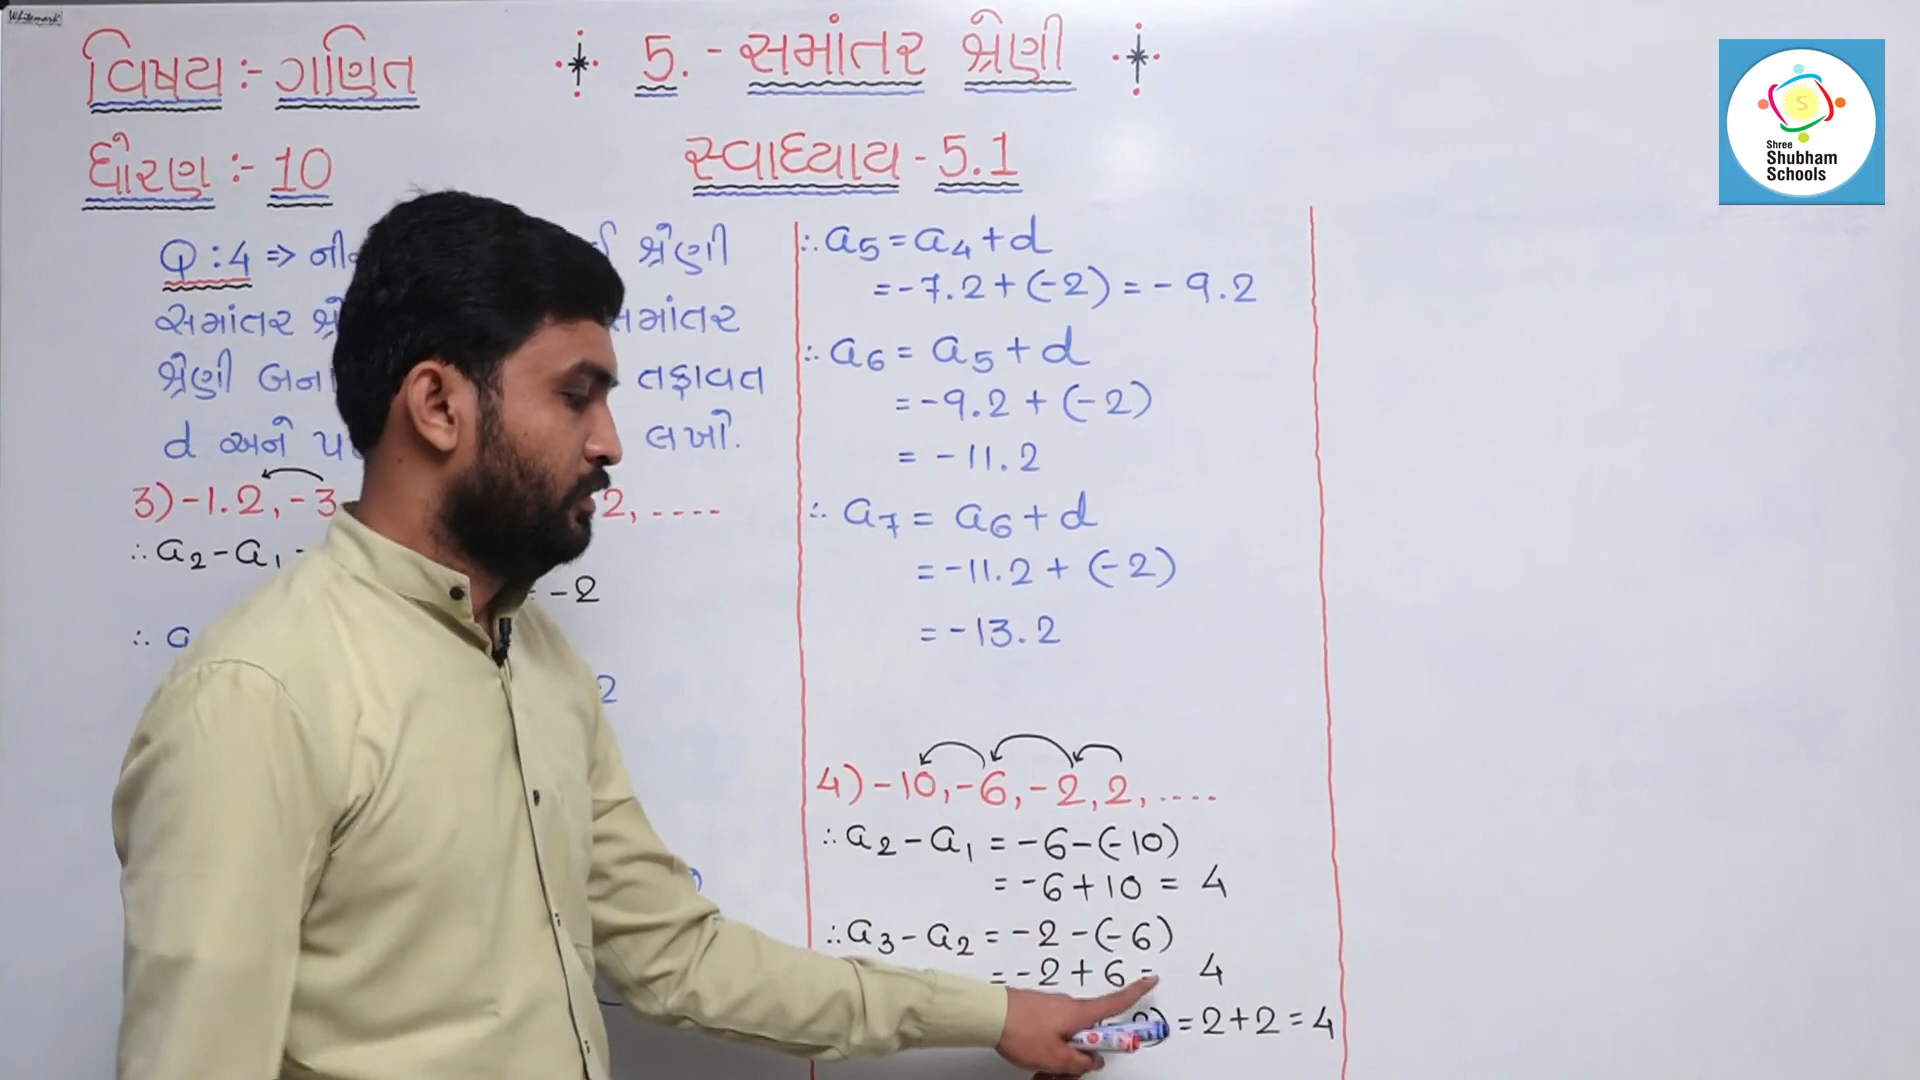 Whitemark
વિષય :- ગણિત
5. - સમાંતર શ્રેણી
Shree
Shubham
Schools
ધોરણ :- 10
સ્વાધ્યાય - 5.1
Q:4 => શ્રેણી
સમાંતર
શ્રેણી તફાવત
d અને લખો.
3) -1.2, -3 2, ....
∴ a₂ - a₁
= -2
∴ a
2
∴ a₅ = a₄ + d
= -7.2 + (-2) = -9.2
∴ a₆ = a₅ + d
= -9.2 + (-2)
= -11.2
∴ a₇ = a₆ + d
= -11.2 + (-2)
= -13.2
4) -10, -6, -2, 2, ....
∴ a₂ - a₁ = -6 - (-10)
= -6 + 10 = 4
∴ a₃ - a₂ = -2 - (-6)
= -2 + 6 = 4
= 2 + 2 = 4